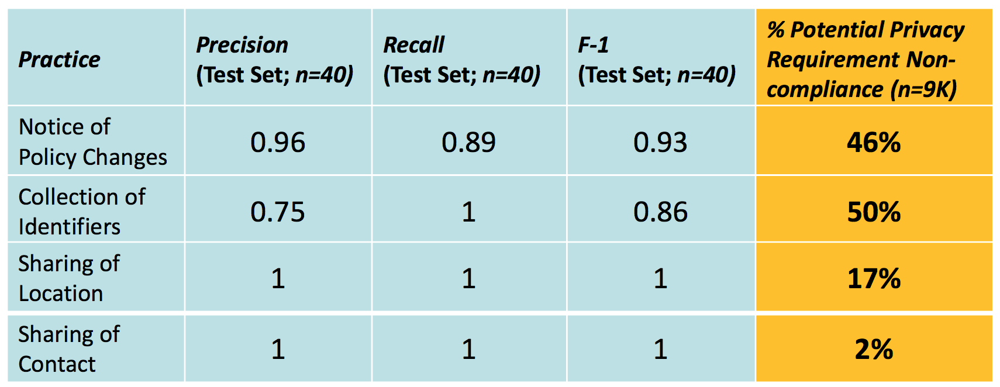 Practice
Precision
(Test Set; n=40)
Recall
(Test Set; n=40)
F-1
(Test Set; n=40)
% Potential Privacy
Requirement Non-
compliance (n=9K)
Notice of
Policy Changes
0.96
0.89
0.93
46%
Collection of
Identifiers
0.75
1
0.86
50%
Sharing of
Location
1
1
1
17%
Sharing of
Contact
1
1
1
2%